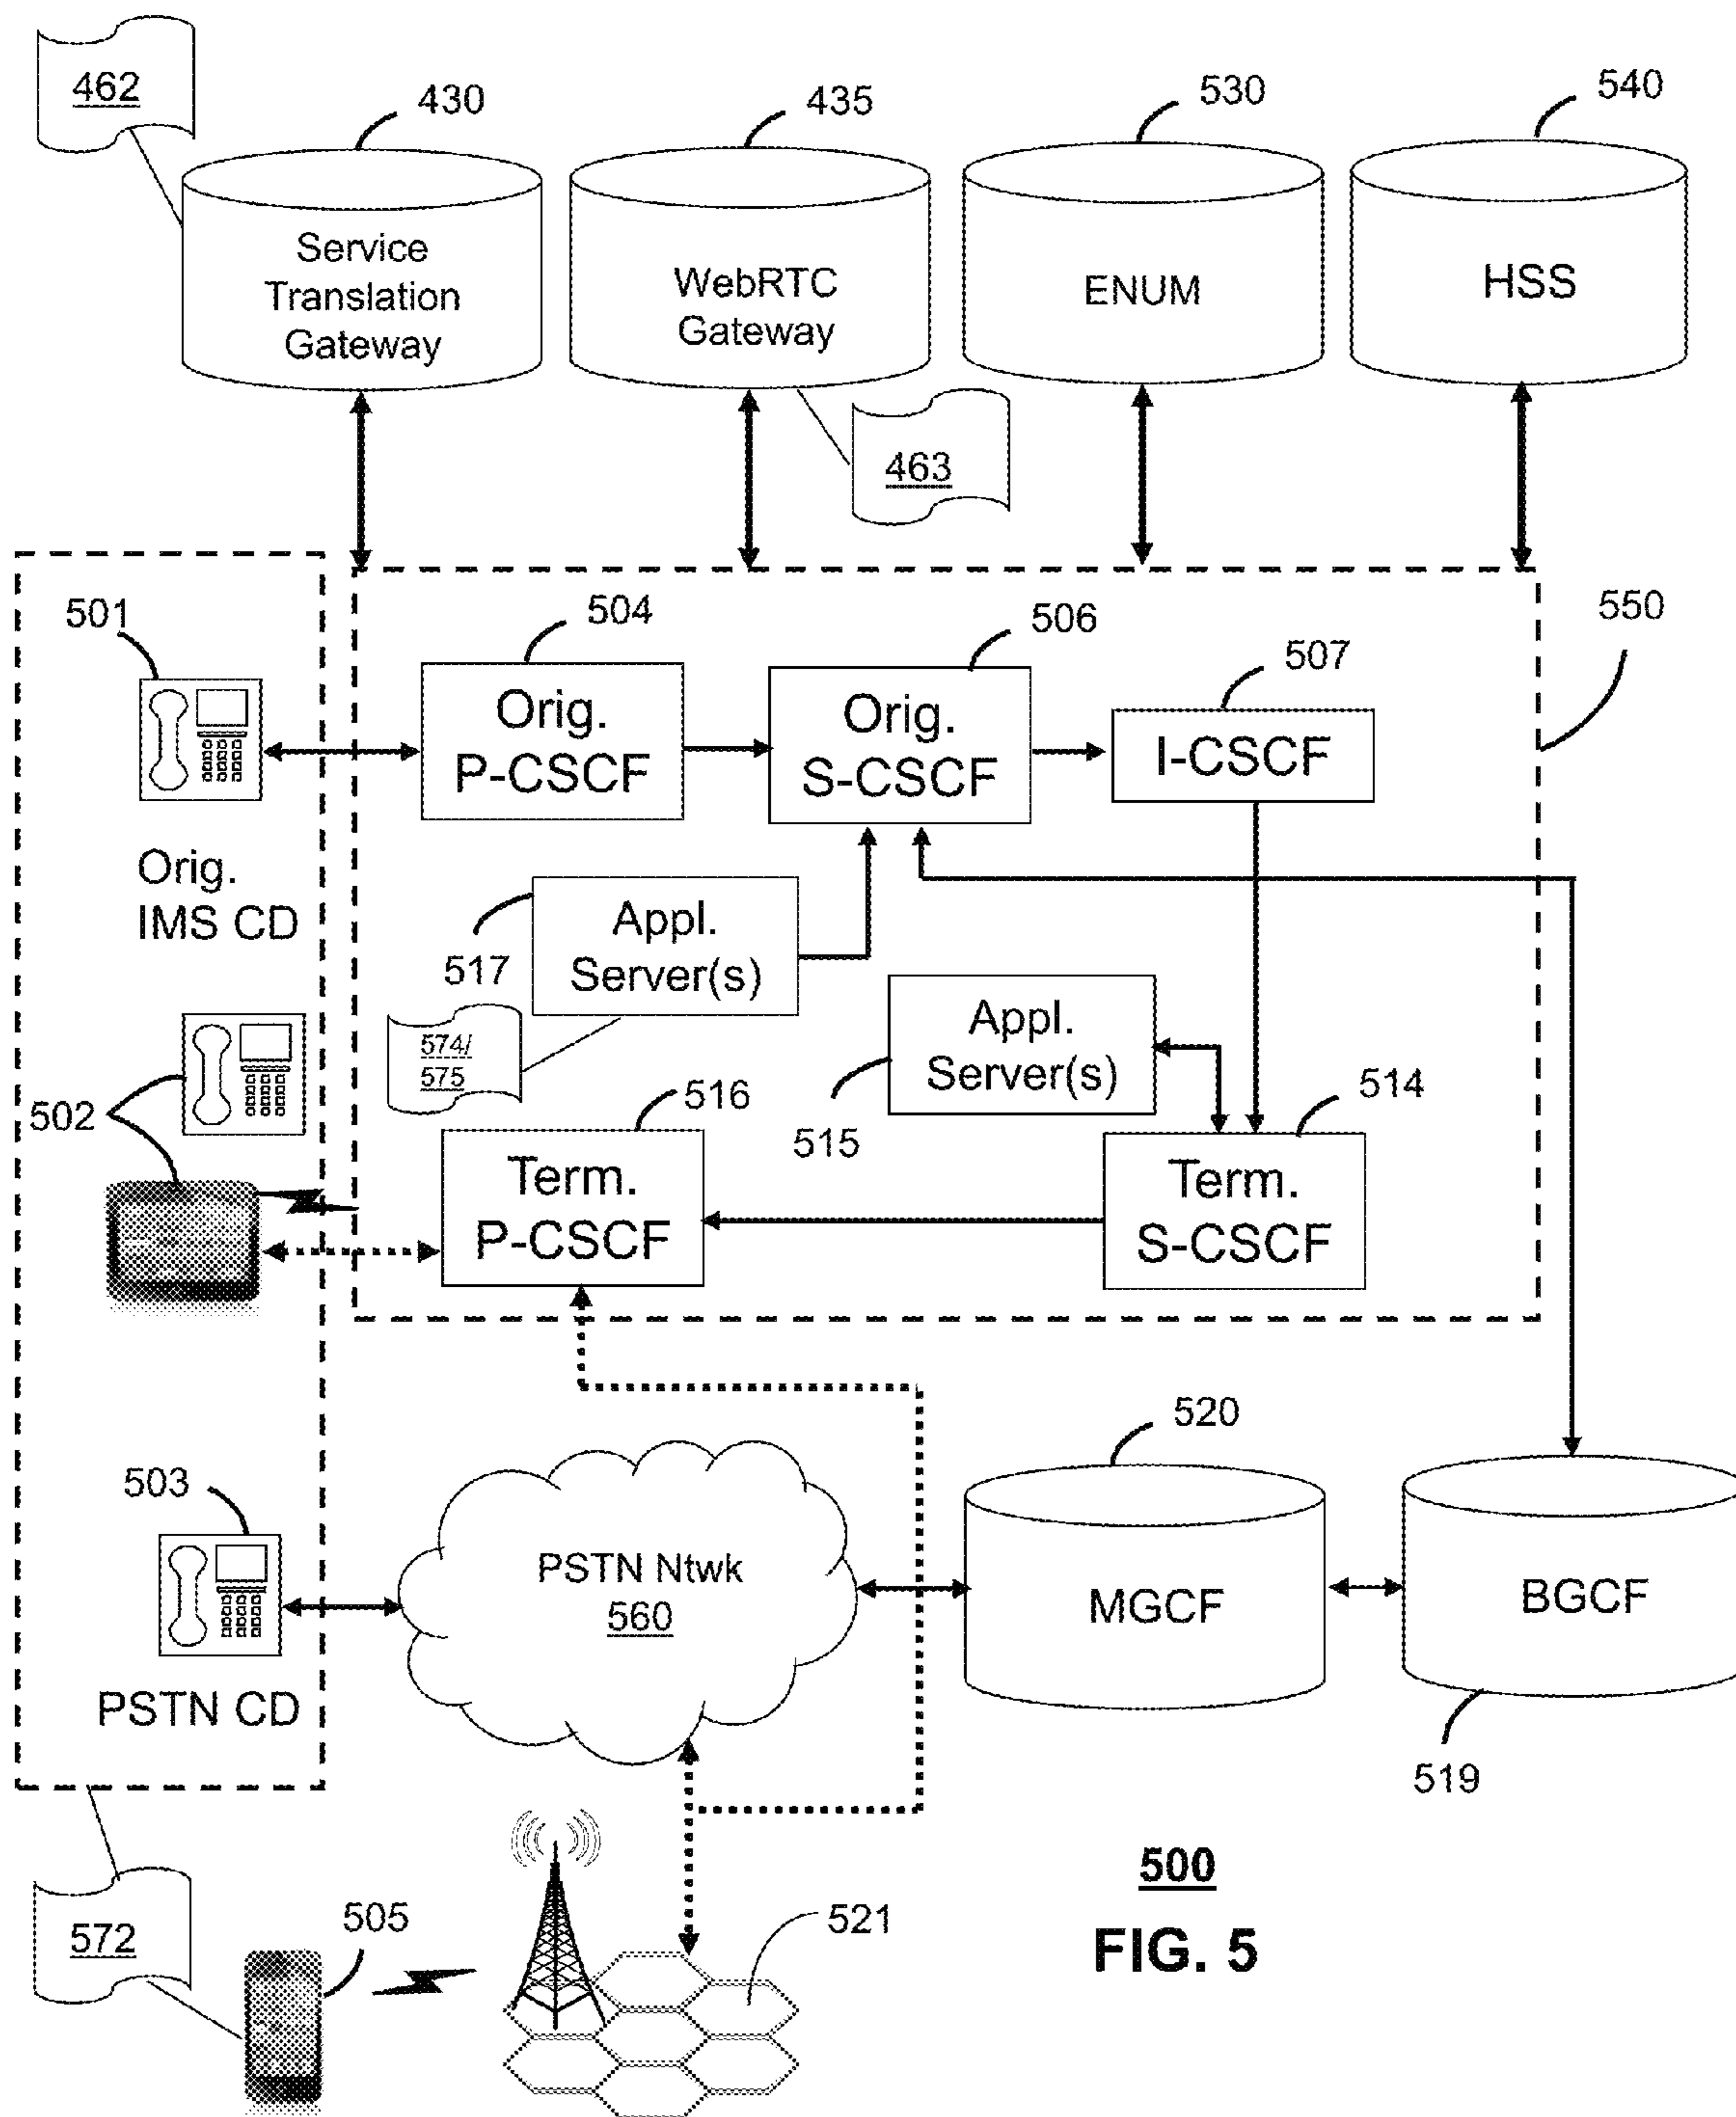 462
430
435
530
540
Service
Translation
Gateway
WebRTC
Gateway
ENUM
HSS
463
501
504
506
507
550
Orig.
P-CSCF
Orig.
S-CSCF
I-CSCF
Orig.
IMS CD
517
Appl.
Server(s)
574/
575
515
Appl.
Server(s)
502
516
514
Term.
P-CSCF
Term.
S-CSCF
520
503
PSTN Ntwk
560
MGCF
BGCF
PSTN CD
519
572
505
521
500
FIG. 5